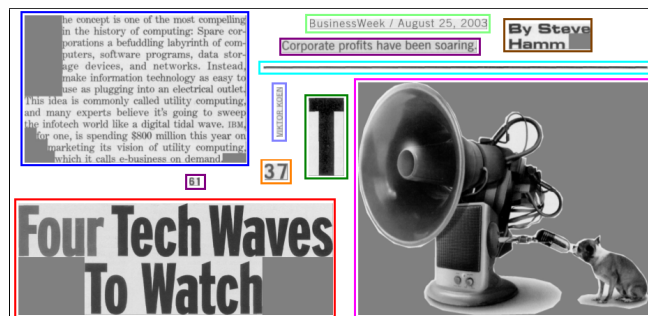 BusinessWeek / August 25, 2003
By Steve
Hamm
Corporate profits have been soaring.
he concept is one of the most compelling
in the history of computing: Spare cor-
porations a befuddling labyrinth of com-
puters, software programs, data stor-
age devices, and networks. Instead,
make information technology as easy to
use as plugging into an electrical outlet.
This idea is commonly called utility computing,
and many experts believe it's going to sweep
the infotech world like a digital tidal wave. IBM,
for one, is spending $800 million this year on
marketing its vision of utility computing,
which it calls e-business on demand.
VIKTOR KOEN
T
37
61
Four Tech Waves
To Watch